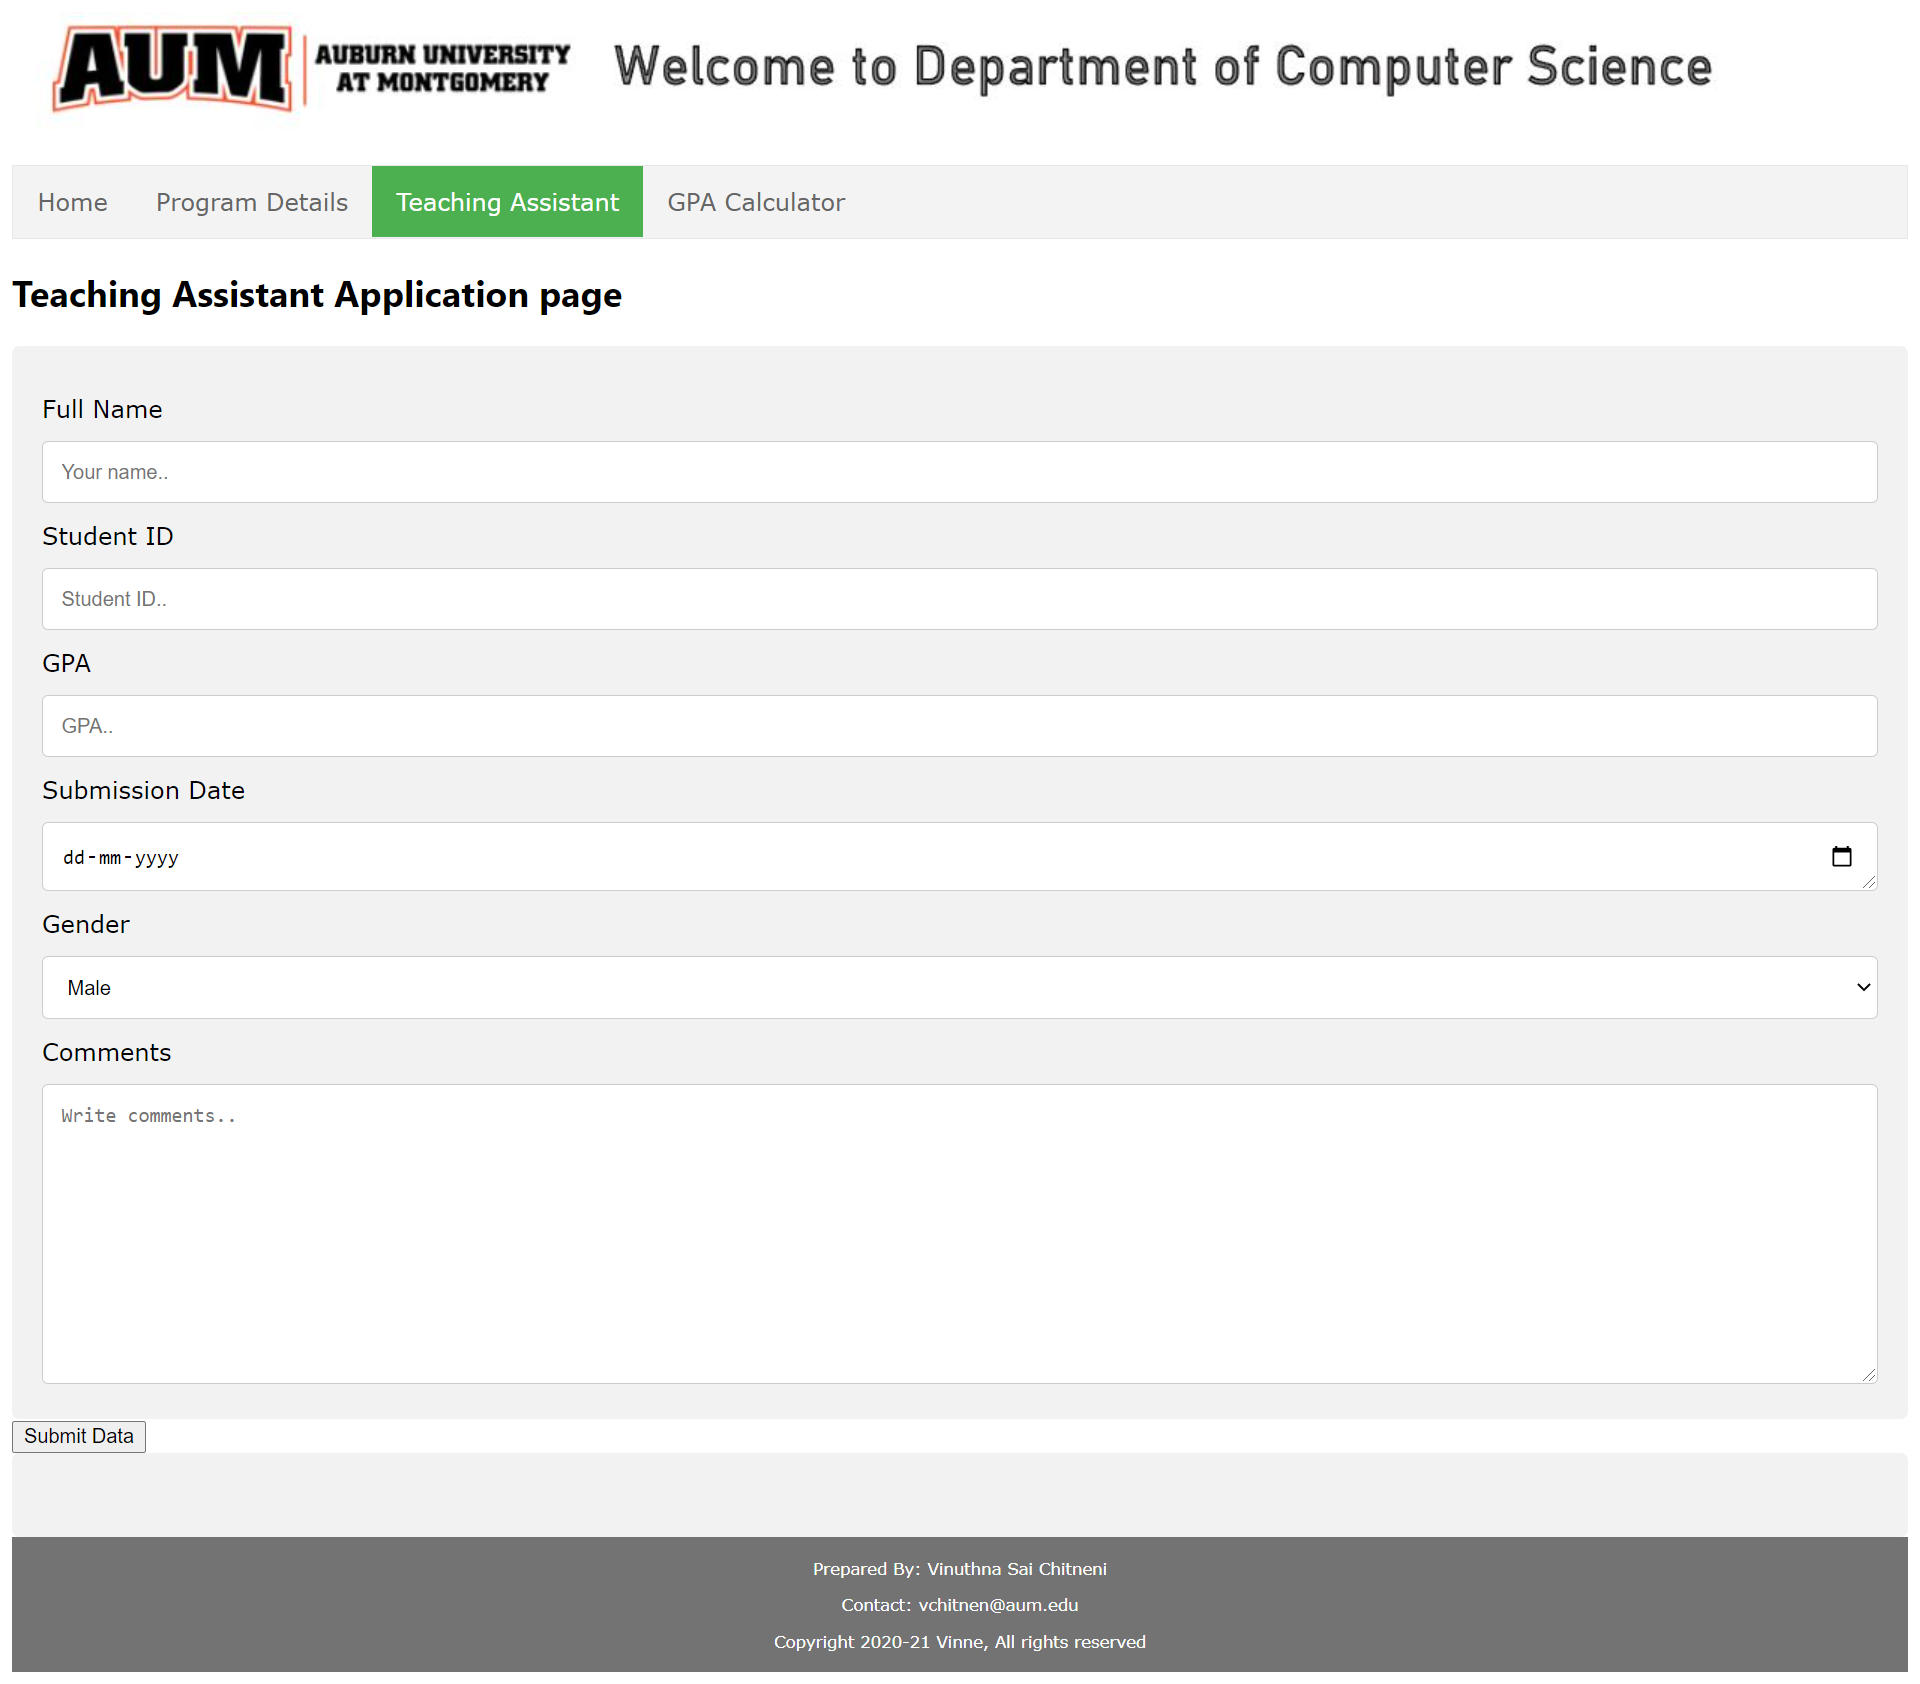 AUM AUBURN UNIVERSITY
AT MONTGOMERY
Welcome to Department of Computer Science
Home Program Details Teaching Assistant GPA Calculator
Teaching Assistant Application page
Full Name
Your name..
Student ID
Student ID..
GPA
GPA..
Submission Date
dd-mm-yyyy
Gender
Male
Comments
Write comments..
Submit Data
Prepared By: Vinuthna Sai Chitneni
Contact: vchitnen@aum.edu
Copyright 2020-21 Vinne, All rights reserved